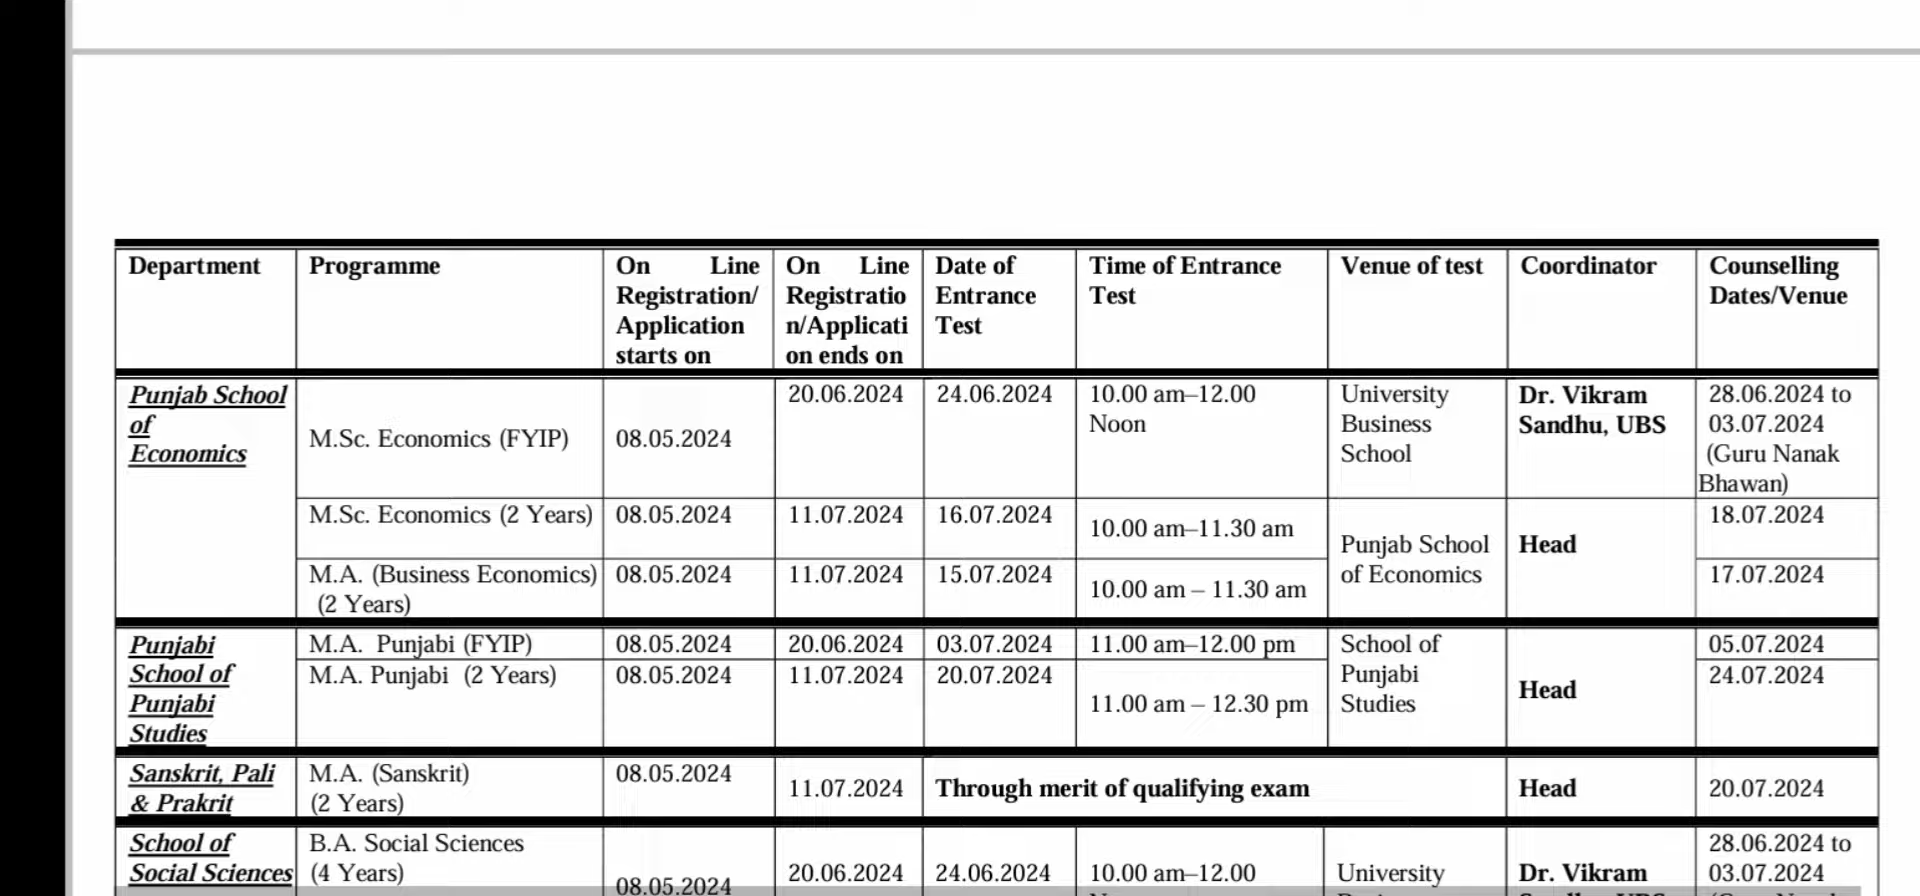 Department
Programme
On Line
Registration/
Application
starts on
On Line
Registratio
n/Applicati
on ends on
Date of
Entrance
Test
Time of Entrance
Test
Venue of test
Coordinator
Counselling
Dates/Venue
Punjab School
of
Economics
M.Sc. Economics (FYIP)
08.05.2024
20.06.2024
24.06.2024
10.00 am–12.00
Noon
University
Business
School
Dr. Vikram
Sandhu, UBS
28.06.2024 to
03.07.2024
(Guru Nanak
Bhawan)
M.Sc. Economics (2 Years)
08.05.2024
11.07.2024
16.07.2024
10.00 am–11.30 am
Punjab School
of Economics
Head
18.07.2024
M.A. (Business Economics)
(2 Years)
08.05.2024
11.07.2024
15.07.2024
10.00 am – 11.30 am
17.07.2024
Punjabi
School of
Punjabi
Studies
M.A. Punjabi (FYIP)
08.05.2024
20.06.2024
03.07.2024
11.00 am–12.00 pm
School of
Punjabi
Studies
Head
05.07.2024
M.A. Punjabi (2 Years)
08.05.2024
11.07.2024
20.07.2024
11.00 am – 12.30 pm
24.07.2024
Sanskrit, Pali
& Prakrit
M.A. (Sanskrit)
(2 Years)
08.05.2024
11.07.2024
Through merit of qualifying exam
Head
20.07.2024
School of
Social Sciences
B.A. Social Sciences
(4 Years)
08.05.2024
20.06.2024
24.06.2024
10.00 am–12.00
University
Dr. Vikram
28.06.2024 to
03.07.2024